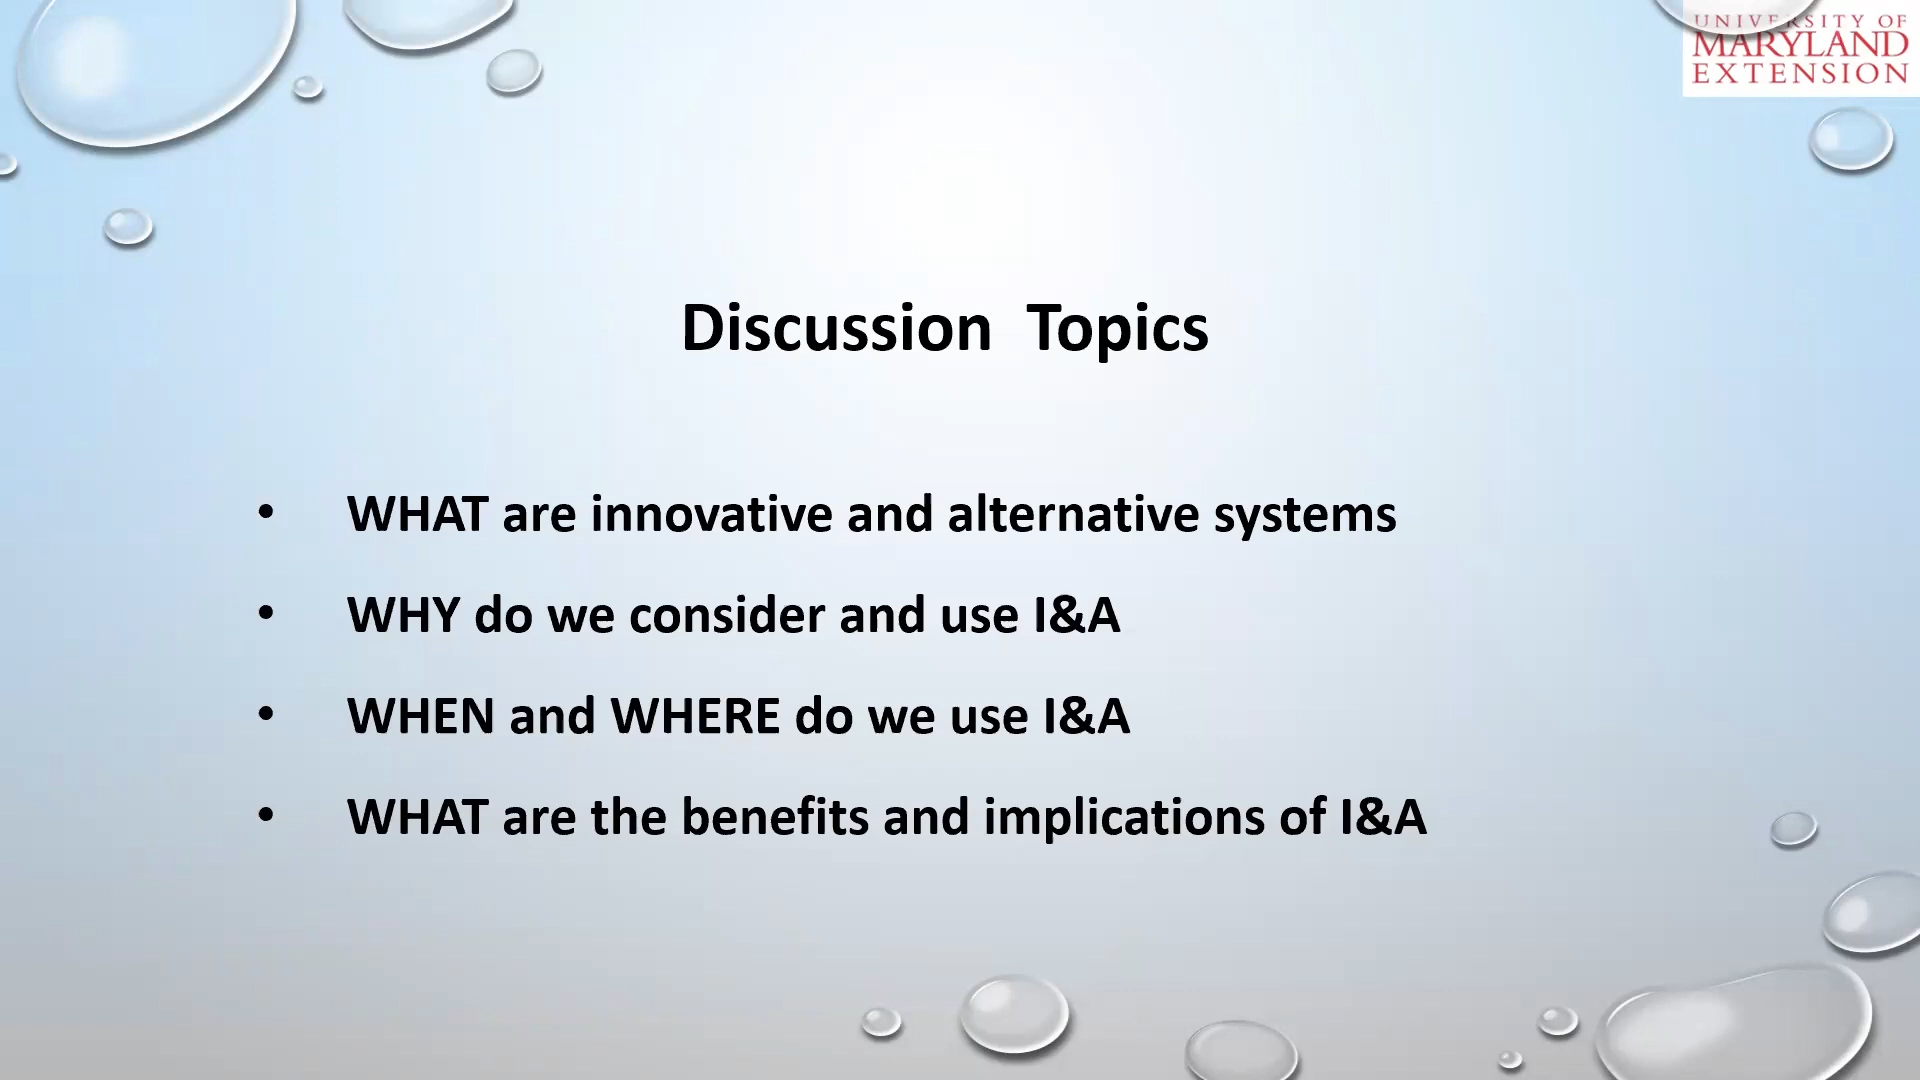 UNIVERSITY OF
MARYLAND
EXTENSION
Discussion  Topics
• WHAT are innovative and alternative systems
• WHY do we consider and use I&A
• WHEN and WHERE do we use I&A
• WHAT are the benefits and implications of I&A